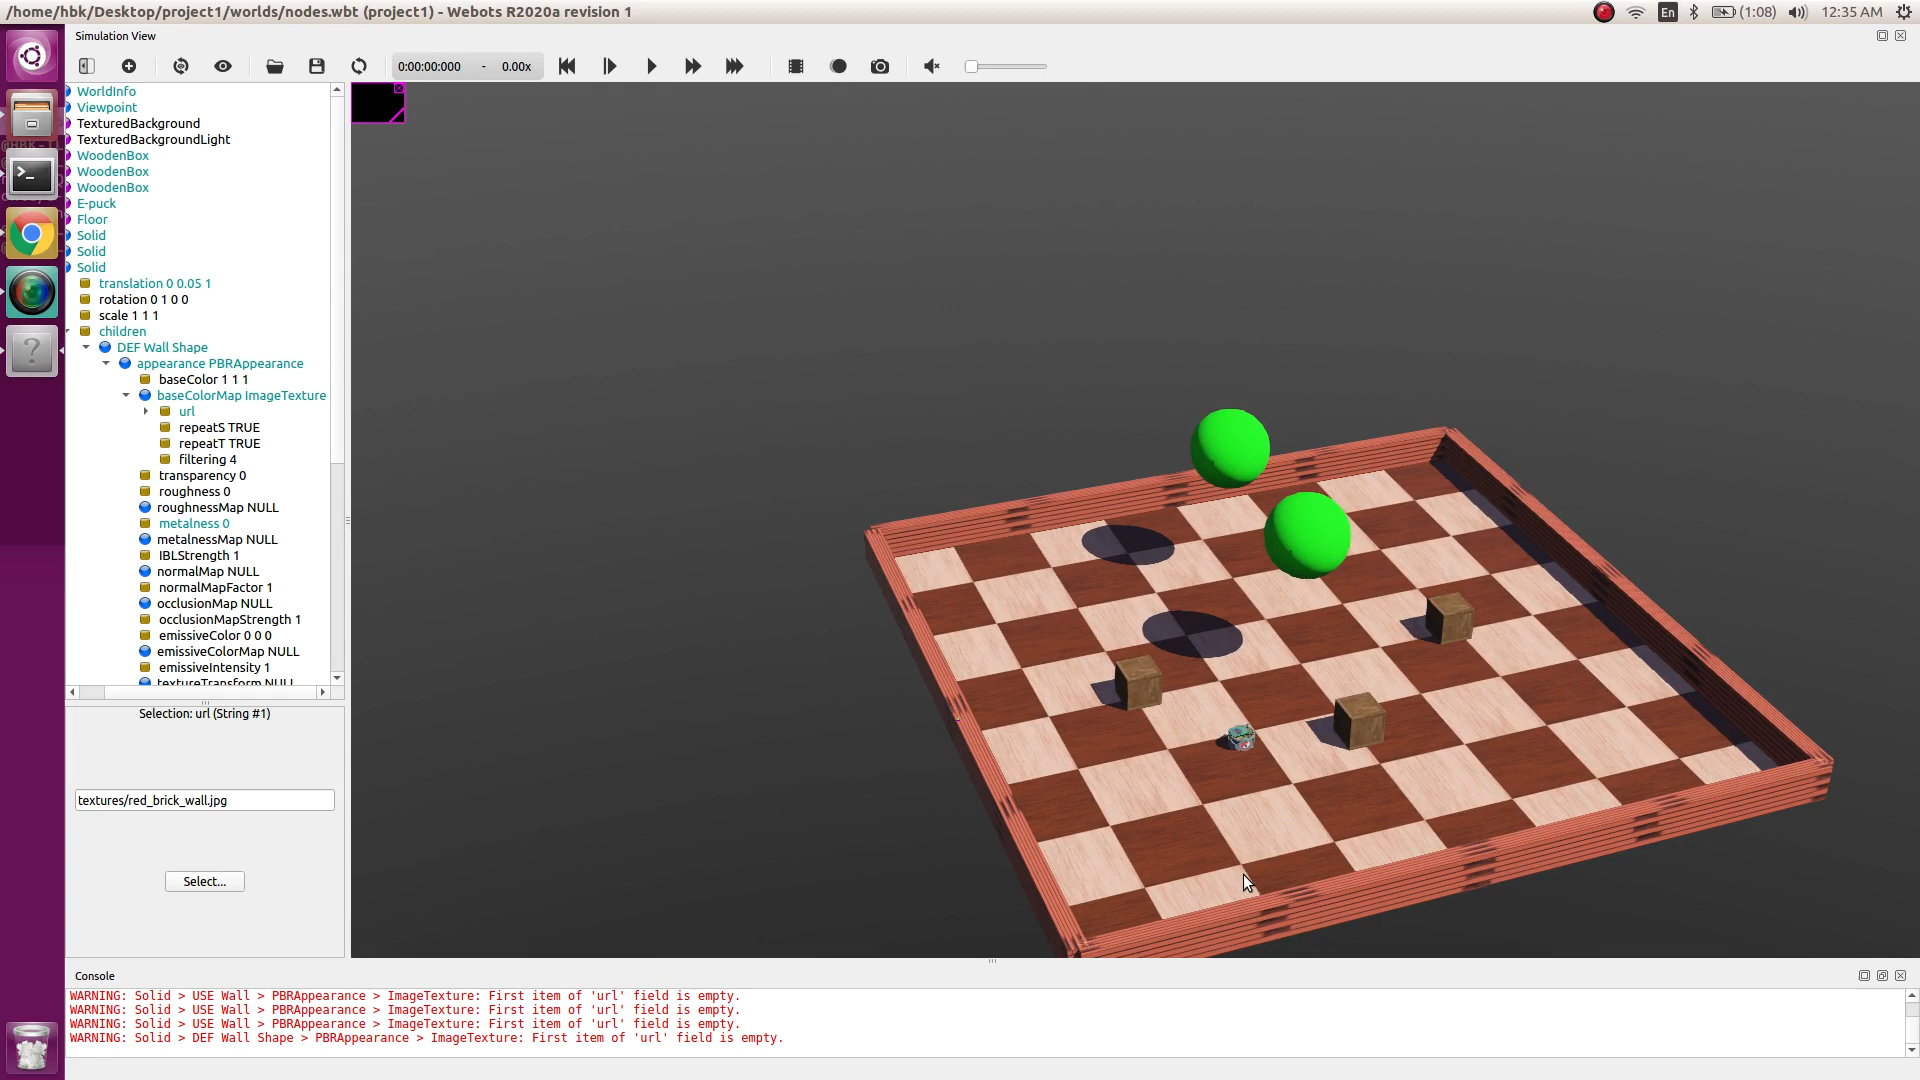 /home/hbk/Desktop/project1/worlds/nodes.wbt (project1) - Webots R2020a revision 1
En
(1:08)
12:35 AM
Simulation View
0:00:00:000 - 0.00x
WorldInfo
Viewpoint
TexturedBackground
TexturedBackgroundLight
WoodenBox
WoodenBox
WoodenBox
E-puck
Floor
Solid
Solid
Solid
translation 0 0.05 1
rotation 0 1 0 0
scale 1 1 1
children
DEF Wall Shape
appearance PBRAppearance
baseColor 1 1 1
baseColorMap ImageTexture
url
repeatS TRUE
repeatT TRUE
filtering 4
transparency 0
roughness 0
roughnessMap NULL
metalness 0
metalnessMap NULL
IBLStrength 1
normalMap NULL
normalMapFactor 1
occlusionMap NULL
occlusionMapStrength 1
emissiveColor 0 0 0
emissiveColorMap NULL
emissiveIntensity 1
textureTransform NULL
Selection: url (String #1)
textures/red_brick_wall.jpg
Select...
Console
WARNING: Solid > USE Wall > PBRAppearance > ImageTexture: First item of 'url' field is empty.
WARNING: Solid > USE Wall > PBRAppearance > ImageTexture: First item of 'url' field is empty.
WARNING: Solid > USE Wall > PBRAppearance > ImageTexture: First item of 'url' field is empty.
WARNING: Solid > DEF Wall Shape > PBRAppearance > ImageTexture: First item of 'url' field is empty.